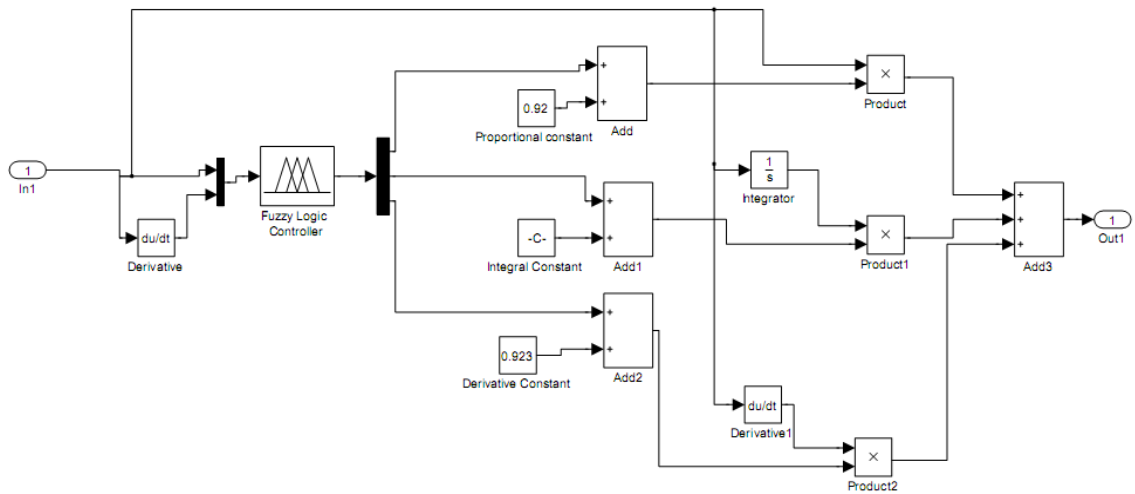 1
In1
du/dt
Derivative
Fuzzy Logic
Controller
0.92
Proportional constant
+
+
Add
-C-
Integral Constant
+
+
Add1
0.923
Derivative Constant
+
+
Add2
×
Product
1
s
Integrator
×
Product1
du/dt
Derivative1
×
Product2
+
+
+
Add3
1
Out1